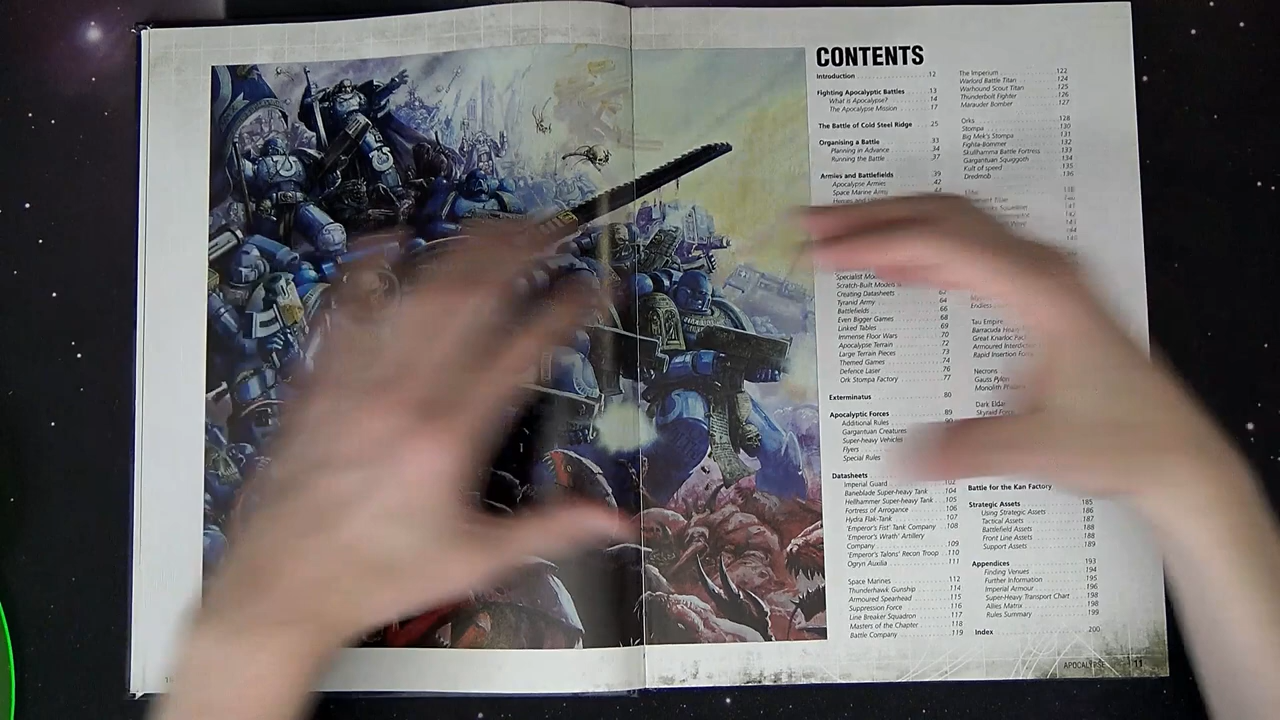 CONTENTS
Introduction 12
Fighting Apocalyptic Battles 13
What is Apocalypse? 14
The Apocalypse Mission 17
The Battle of Cold Steel Ridge 25
Organising a Battle 33
Planning in Advance 34
Running the Battle 37
Armies and Battlefields 39
Apocalypse Armies 42
Space Marine Army
Specialist
Scratch-Built Models
Creating Datasheets
Tyranid Army 64
Battlefields 66
Even Bigger Games 68
Linked Tables 69
Immense Floor Wars 70
Apocalypse Terrain 72
Large Terrain Pieces 73
Themed Games 74
Defence Laser 76
Ork Stompa Factory 77
Exterminatus 80
Apocalyptic Forces 89
Additional Rules
Gargantuan Creatures
Super-heavy Vehicles
Flyers
Special Rules
Datasheets
Imperial Guard 102
Baneblade Super-heavy Tank 104
Hellhammer Super-heavy Tank 105
Fortress of Arrogance 106
Hydra Flak-Tank 107
'Emperor's Fist' Tank Company 108
'Emperor's Wrath' Artillery
Company 109
'Emperor's Talons' Recon Troop 110
Ogryn Auxilia 111
Space Marines 112
Thunderhawk Gunship 114
Armoured Spearhead 115
Suppression Force 116
Line Breaker Squadron 117
Masters of the Chapter 118
Battle Company 119
The Imperium 122
Warlord Battle Titan 124
Warhound Scout Titan 125
Thunderbolt Fighter 126
Marauder Bomber 127
Orks 128
Stompa 130
Big Mek's Stompa 131
Fighta-Bommer 132
Skullhamma Battle Fortress 133
Gargantuan Squiggoth 134
Kult of speed 135
Dredmob 136
Endless
Tau Empire
Barracuda
Great Knarloc
Armoured
Rapid Insertion
Necrons
Gauss Pylon
Monolith
Dark Eldar
Battle for the Kan Factory
Strategic Assets 185
Using Strategic Assets 186
Tactical Assets 187
Battlefield Assets 188
Front Line Assets 188
Support Assets 189
Appendices 193
Finding Venues 194
Further Information 195
Imperial Armour 196
Super-Heavy Transport Chart 198
Allies Matrix 198
Rules Summary 199
Index 200
APOCALYPSE 11